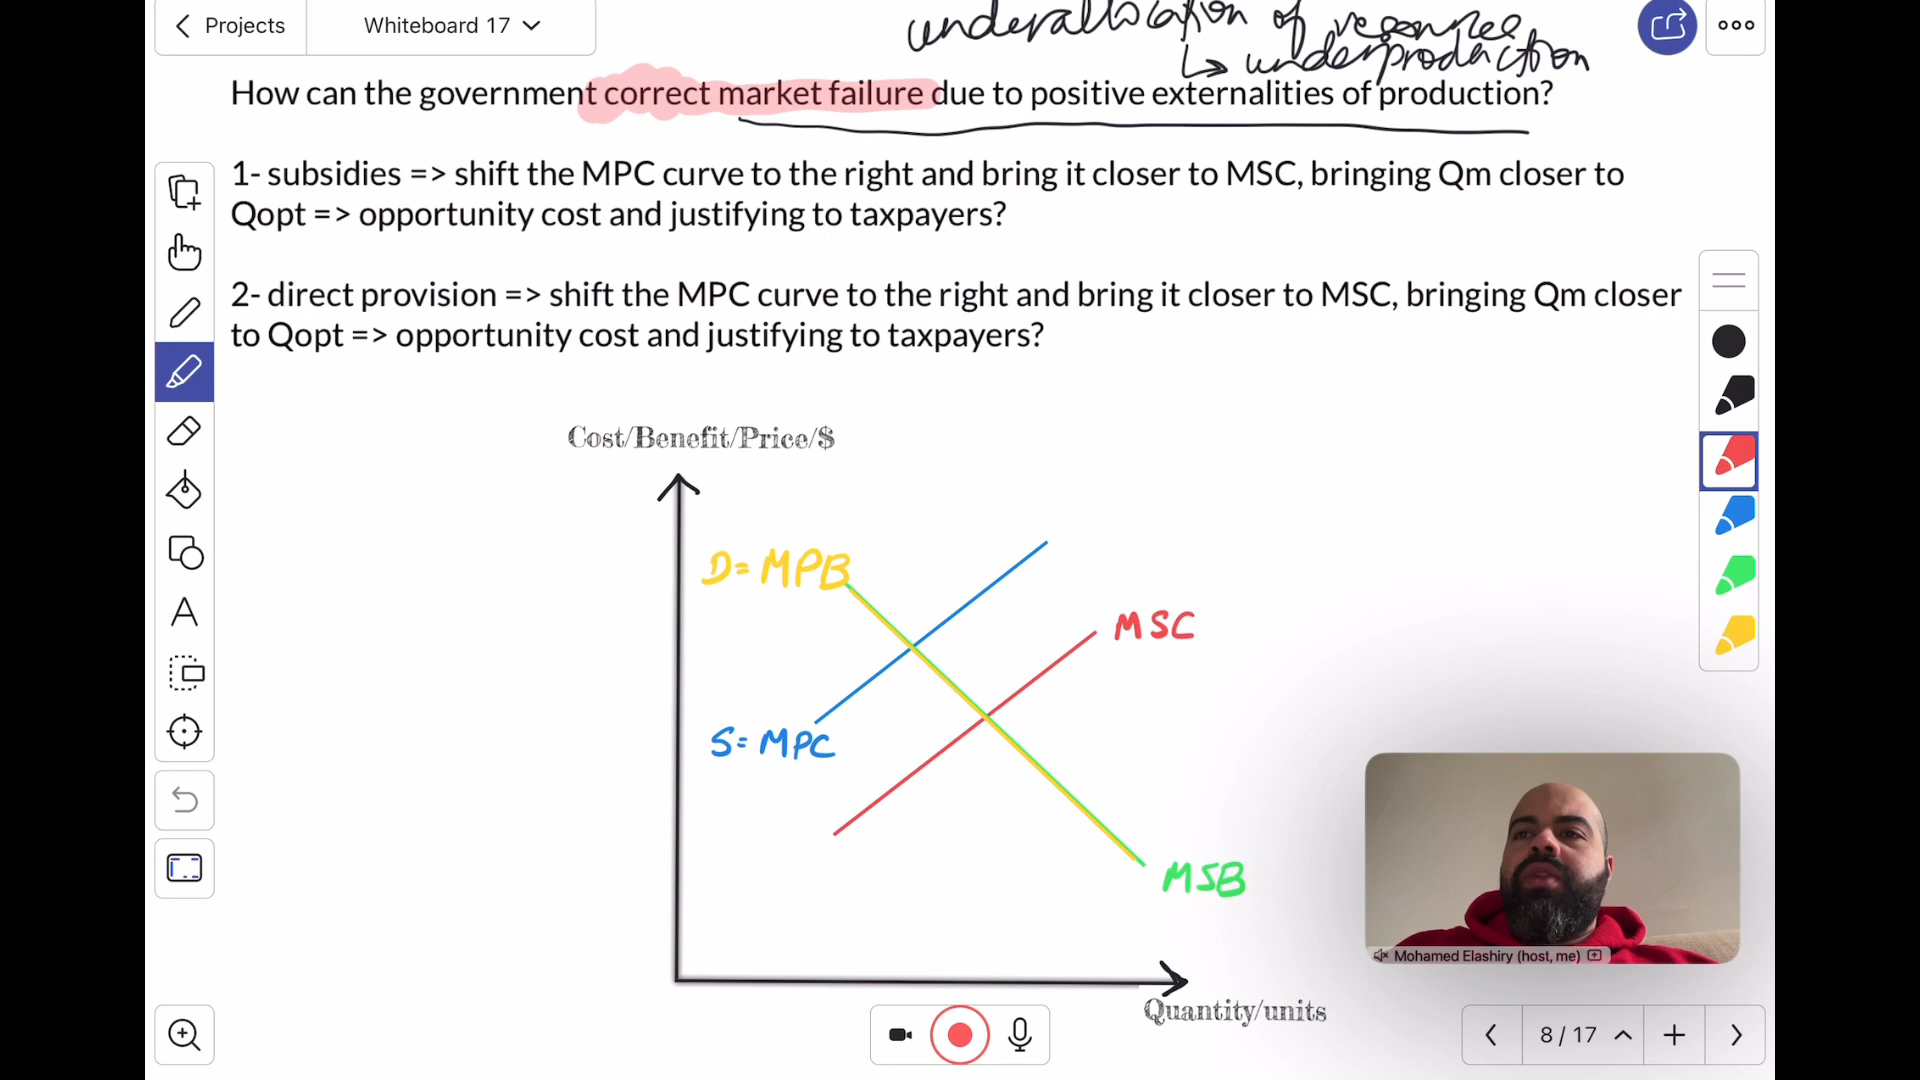 Projects
Whiteboard 17
underallocation of resources
↳ underproduction
How can the government correct market failure due to positive externalities of production?
1- subsidies => shift the MPC curve to the right and bring it closer to MSC, bringing Qm closer to
Qopt => opportunity cost and justifying to taxpayers?
2- direct provision => shift the MPC curve to the right and bring it closer to MSC, bringing Qm closer
to Qopt => opportunity cost and justifying to taxpayers?
Cost/Benefit/Price/$
D= MPB
MSC
S= MPC
MSB
Mohamed Elashiry (host, me)
Quantity/units
8 / 17